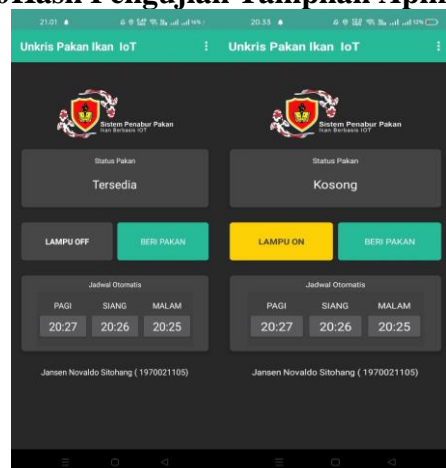 Hasil Pengujian Tampilan Apli
21.01
20.33
Unkris Pakan Ikan IoT
Unkris Pakan Ikan IoT
Sistem Penabur Pakan
Ikan Berbasis IOT
Sistem Penabur Pakan
Ikan Berbasis IOT
Status Pakan
Tersedia
Status Pakan
Kosong
LAMPU OFF
BERI PAKAN
LAMPU ON
BERI PAKAN
Jadwal Otomatis
PAGI SIANG MALAM
20:27 20:26 20:25
Jadwal Otomatis
PAGI SIANG MALAM
20:27 20:26 20:25
Jansen Novaldo Sitohang ( 1970021105)
Jansen Novaldo Sitohang ( 1970021105)